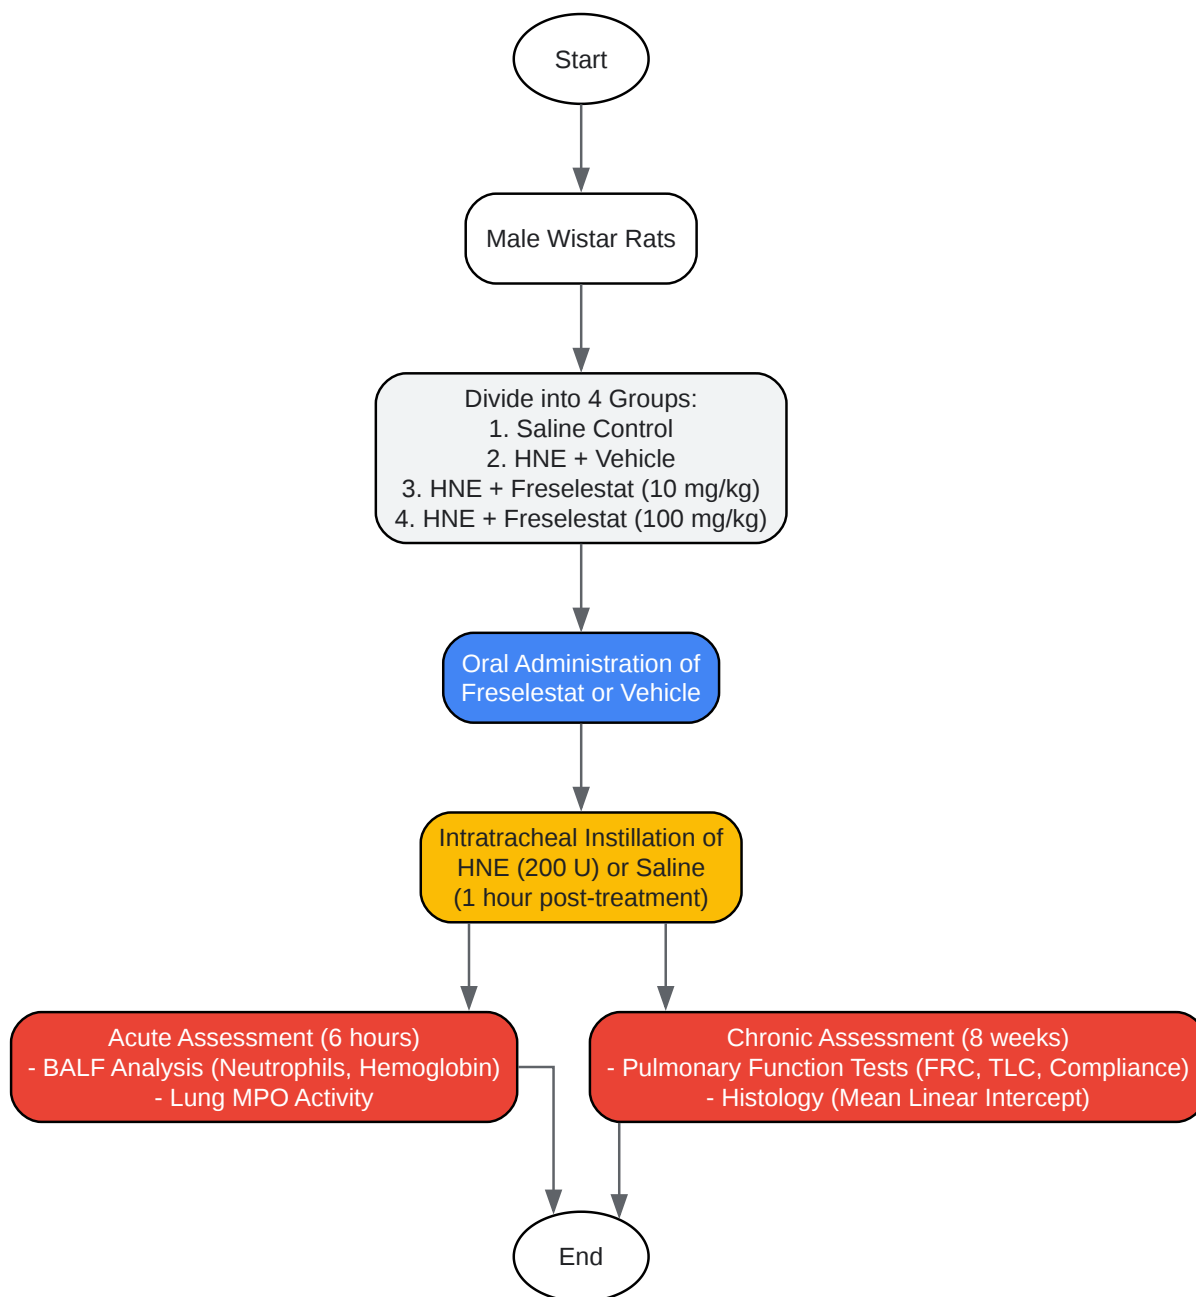 Start
Male Wistar Rats
Divide into 4 Groups:
1. Saline Control
2. HNE + Vehicle
3. HNE + Freselestat (10 mg/kg)
4. HNE + Freselestat (100 mg/kg)
Oral Administration of
Freselestat or Vehicle
Intratracheal Instillation of
HNE (200 U) or Saline
(1 hour post-treatment)
Acute Assessment (6 hours)
- BALF Analysis (Neutrophils, Hemoglobin)
- Lung MPO Activity
Chronic Assessment (8 weeks)
- Pulmonary Function Tests (FRC, TLC, Compliance)
- Histology (Mean Linear Intercept)
End